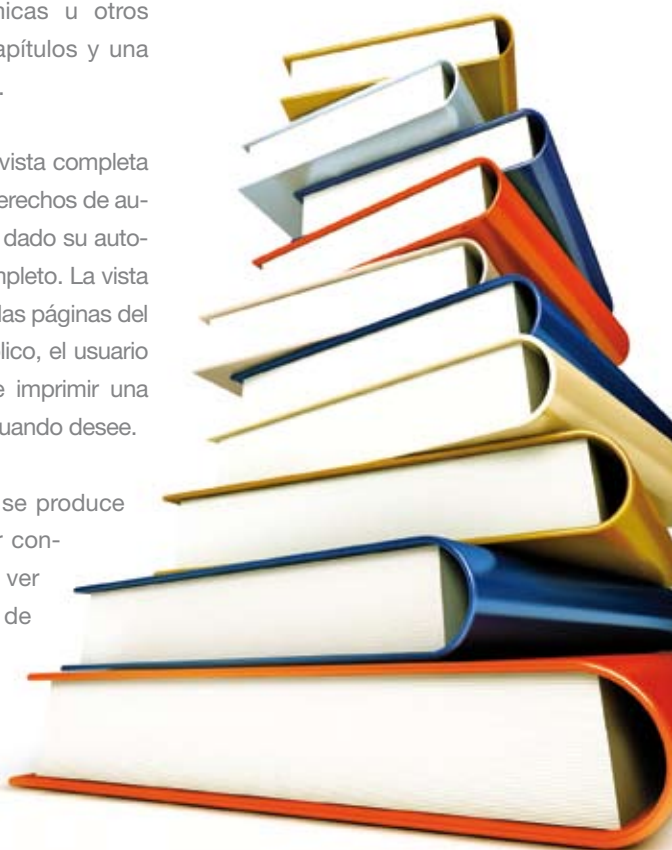 nicas u otros
apítulos y una
.
vista completa
erechos de au-
dado su auto-
mpleto. La vista
las páginas del
lico, el usuario
e imprimir una
uando desee.
se produce
r con-
ver
de